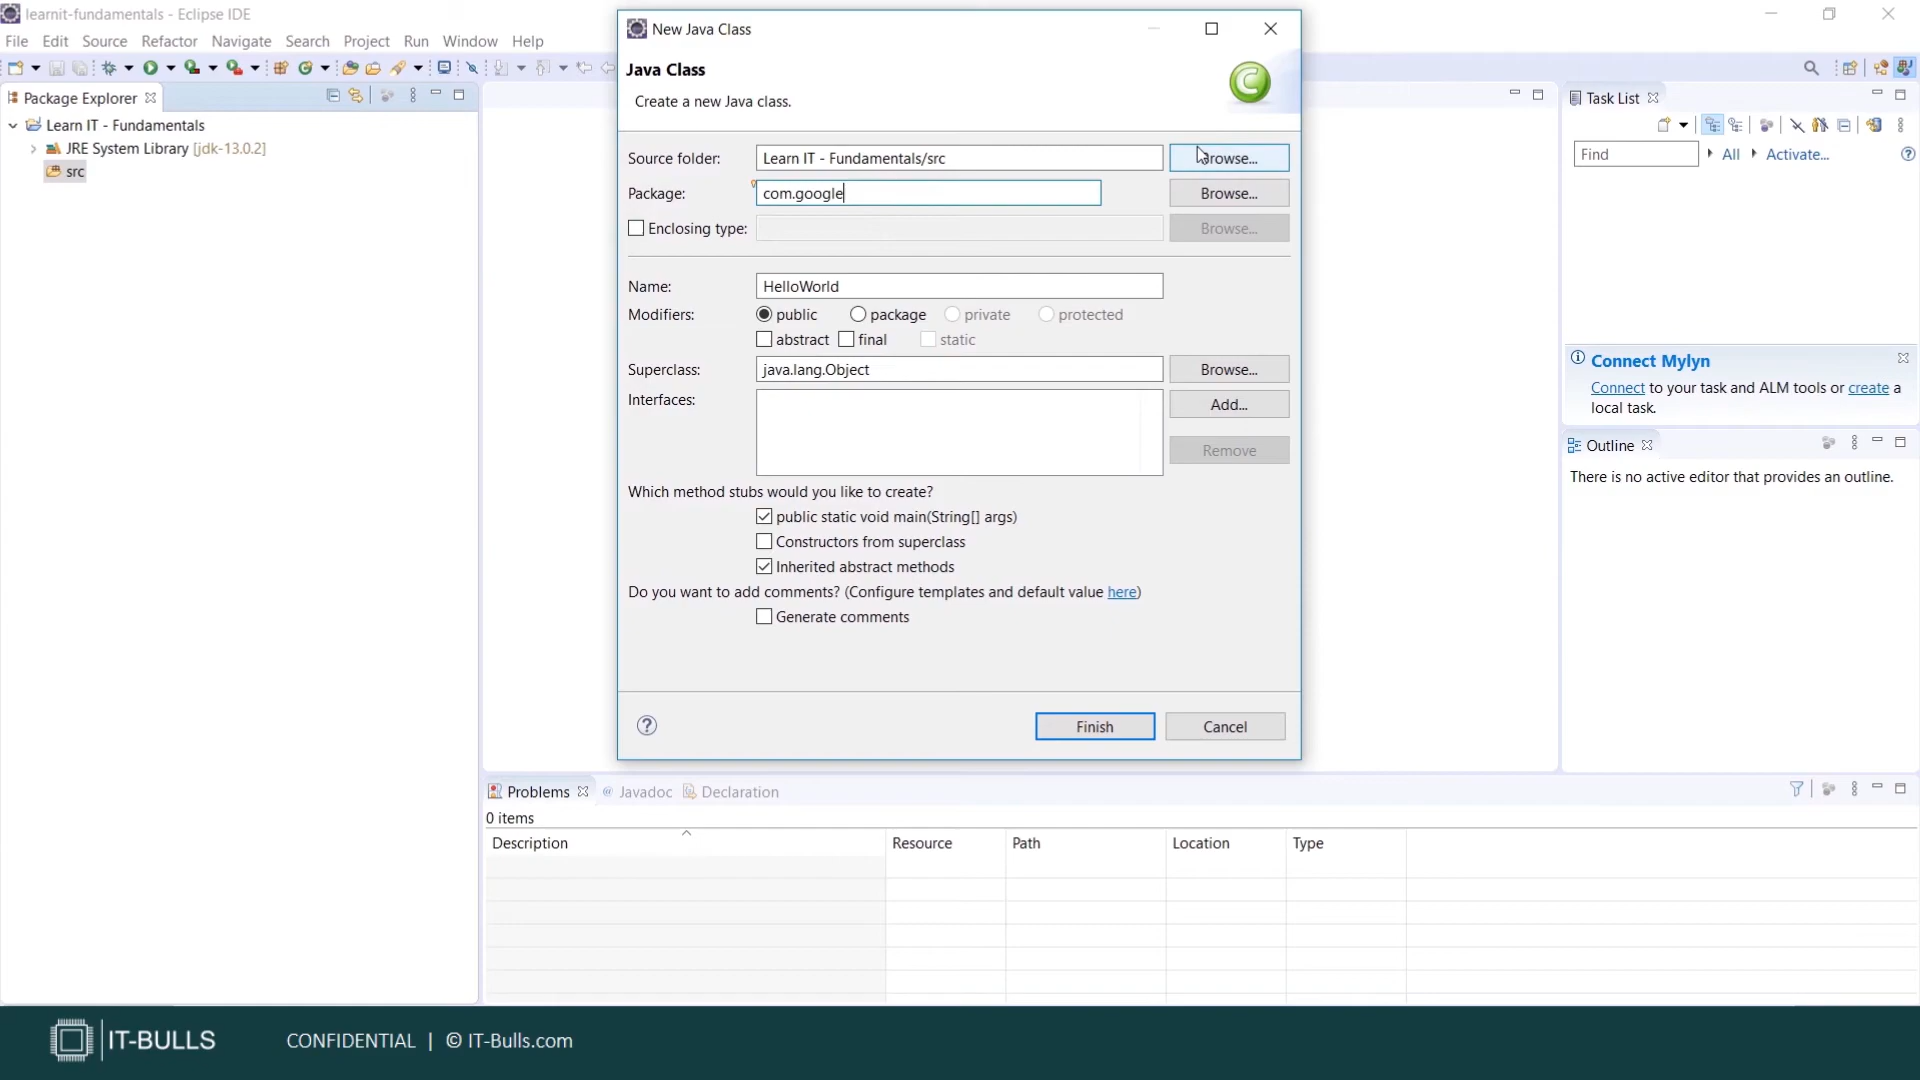 learnit-fundamentals - Eclipse IDE
File Edit Source Refactor Navigate Search Project Run Window Help
Package Explorer
Learn IT - Fundamentals
JRE System Library [jdk-13.0.2]
src
New Java Class
Java Class
Create a new Java class.
Source folder: Learn IT - Fundamentals/src Browse...
Package: com.google Browse...
Enclosing type: Browse...
Name: HelloWorld
Modifiers: public package private protected
abstract final static
Superclass: java.lang.Object Browse...
Interfaces: Add...
Remove
Which method stubs would you like to create?
public static void main(String[] args)
Constructors from superclass
Inherited abstract methods
Do you want to add comments? (Configure templates and default value here)
Generate comments
Finish Cancel
Task List
Find All Activate...
Connect Mylyn
Connect to your task and ALM tools or create a
local task.
Outline
There is no active editor that provides an outline.
Problems Javadoc Declaration
0 items
Description Resource Path Location Type
IT-BULLS CONFIDENTIAL | © IT-Bulls.com